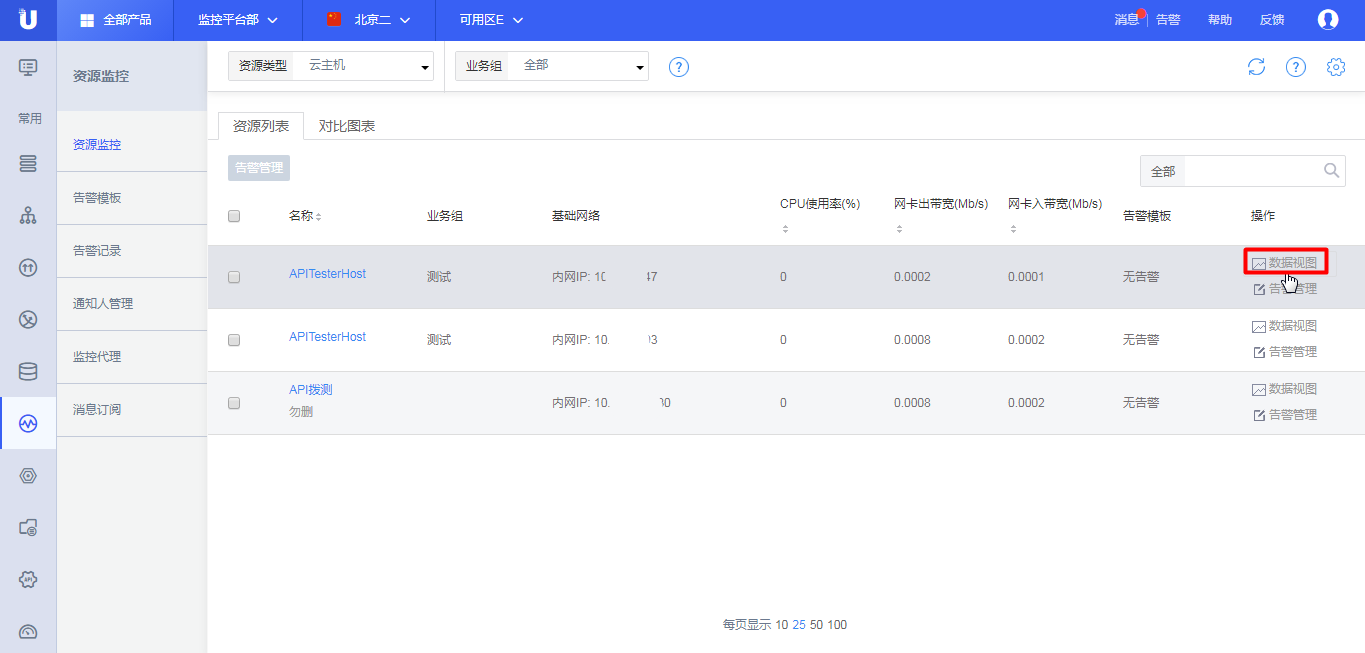 U 全部产品 监控平台部 北京二 可用区E 消息 告警 帮助 反馈
资源监控 资源类型 云主机 业务组 全部 ?  ?
常用
资源监控
告警模板
告警记录
通知人管理
监控代理
消息订阅
API
资源列表 对比图表
告警管理 全部
名称 业务组 基础网络 CPU使用率(%) 网卡出带宽(Mb/s) 网卡入带宽(Mb/s) 告警模板 操作
APITesterHost 测试 内网IP: 10 47 0 0.0002 0.0001 无告警 数据视图
告警管理
APITesterHost 测试 内网IP: 10. 3 0 0.0008 0.0002 无告警 数据视图
告警管理
API拨测 内网IP: 10. 0 0 0.0008 0.0002 无告警 数据视图
勿删 告警管理
每页显示 10 25 50 100